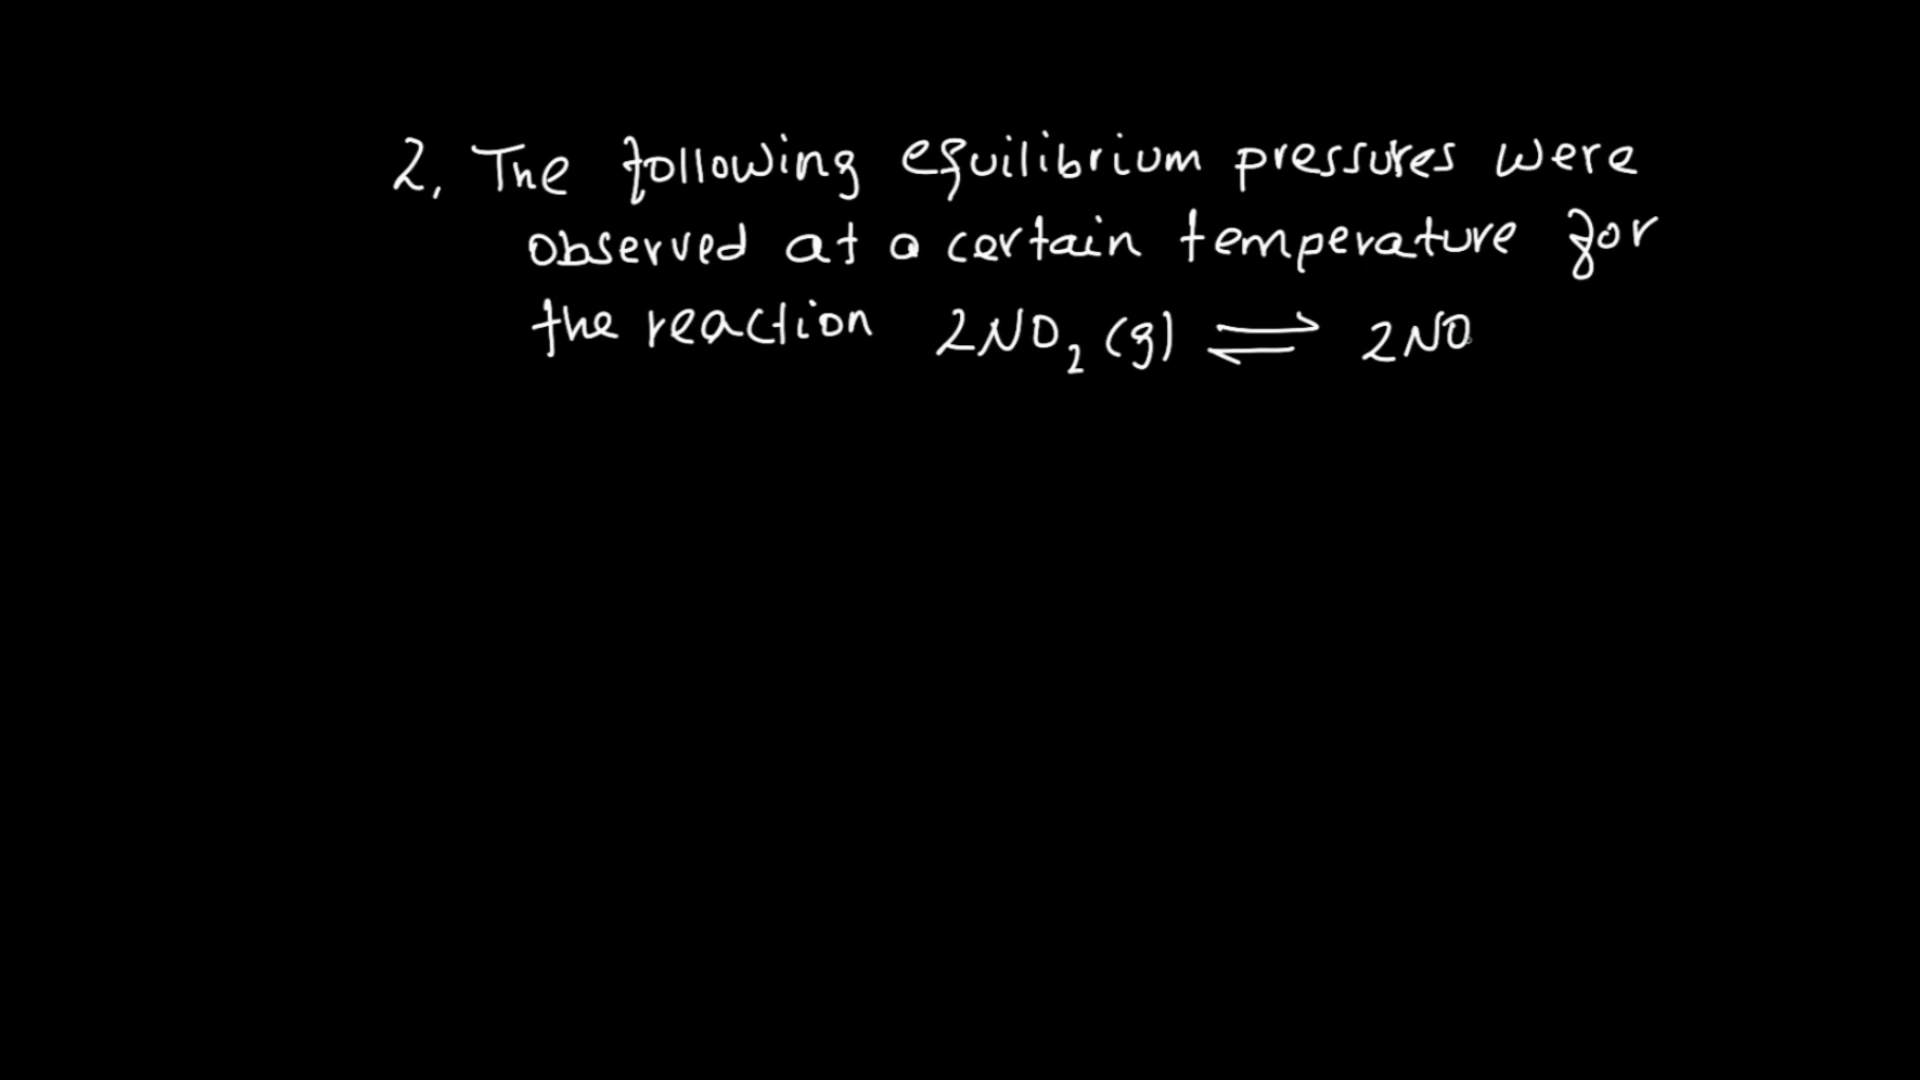 2. The following equilibrium pressures were
observed at a certain temperature for
the reaction 2NO₂ (g) ⇌ 2NO